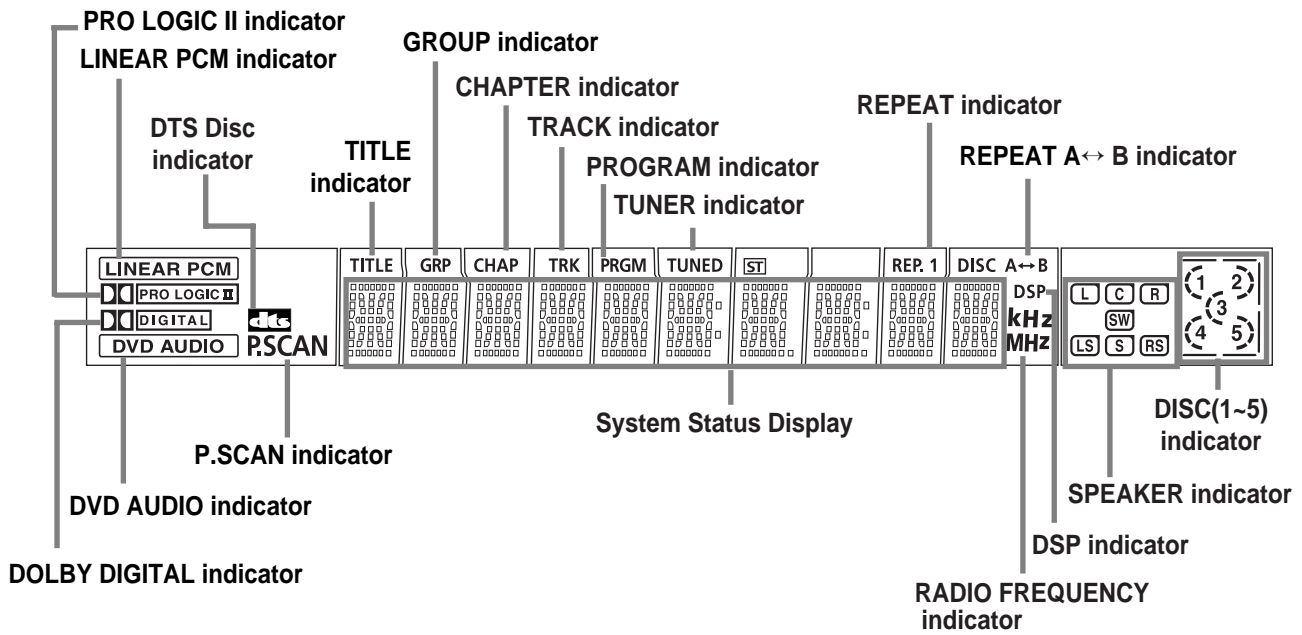 PRO LOGIC II indicator
LINEAR PCM indicator
DTS Disc
indicator
TITLE
indicator
GROUP indicator
CHAPTER indicator
TRACK indicator
PROGRAM indicator
TUNER indicator
REPEAT indicator
REPEAT A↔ B indicator
LINEAR PCM
PRO LOGIC II
DIGITAL
DVD AUDIO
dts
P.SCAN
TITLE GRP CHAP TRK PRGM TUNED ST REP. 1 DISC A↔B
DSP
kHz
MHz
L C R
SW
LS S RS
1 2
3
4 5
System Status Display
P.SCAN indicator
DVD AUDIO indicator
DOLBY DIGITAL indicator
DISC(1~5)
indicator
SPEAKER indicator
DSP indicator
RADIO FREQUENCY
indicator